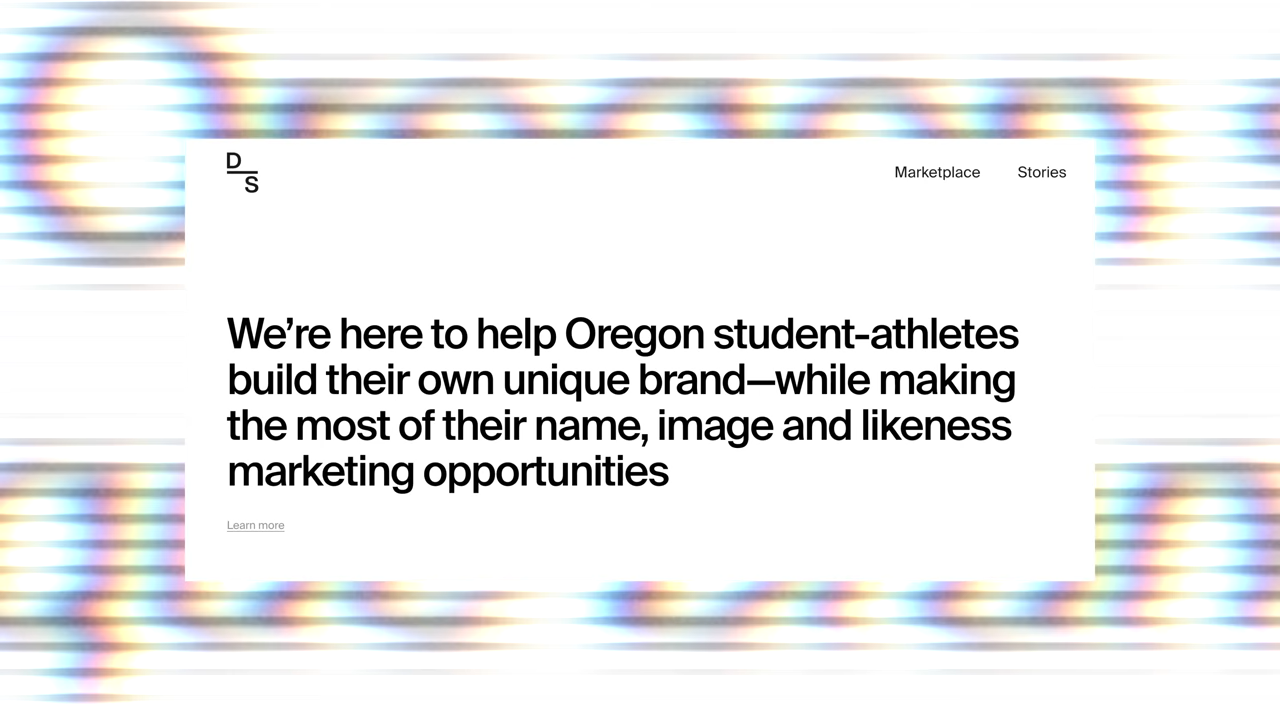 D
S
Marketplace
Stories
We’re here to help Oregon student-athletes
build their own unique brand—while making
the most of their name, image and likeness
marketing opportunities
Learn more